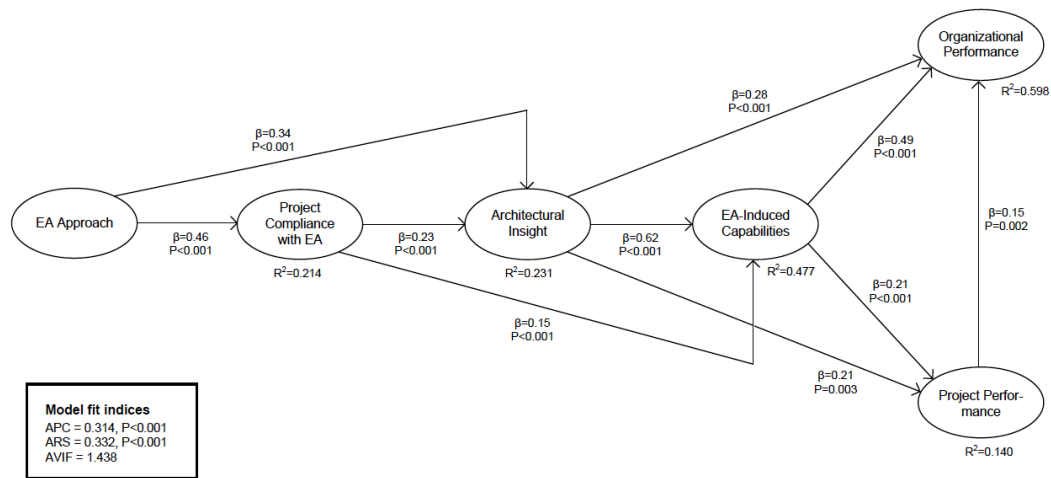 Organizational
Performance
R²=0.598
β=0.28
P<0.001
β=0.34
P<0.001
β=0.49
P<0.001
EA Approach
Project
Compliance
with EA
Architectural
Insight
EA-Induced
Capabilities
β=0.15
P=0.002
β=0.46
P<0.001
β=0.23
P<0.001
β=0.62
P<0.001
R²=0.214
R²=0.231
R²=0.477
β=0.21
P<0.001
β=0.15
P<0.001
β=0.21
P=0.003
Project Perfor-
mance
R²=0.140
Model fit indices
APC = 0.314, P<0.001
ARS = 0.332, P<0.001
AVIF = 1.438